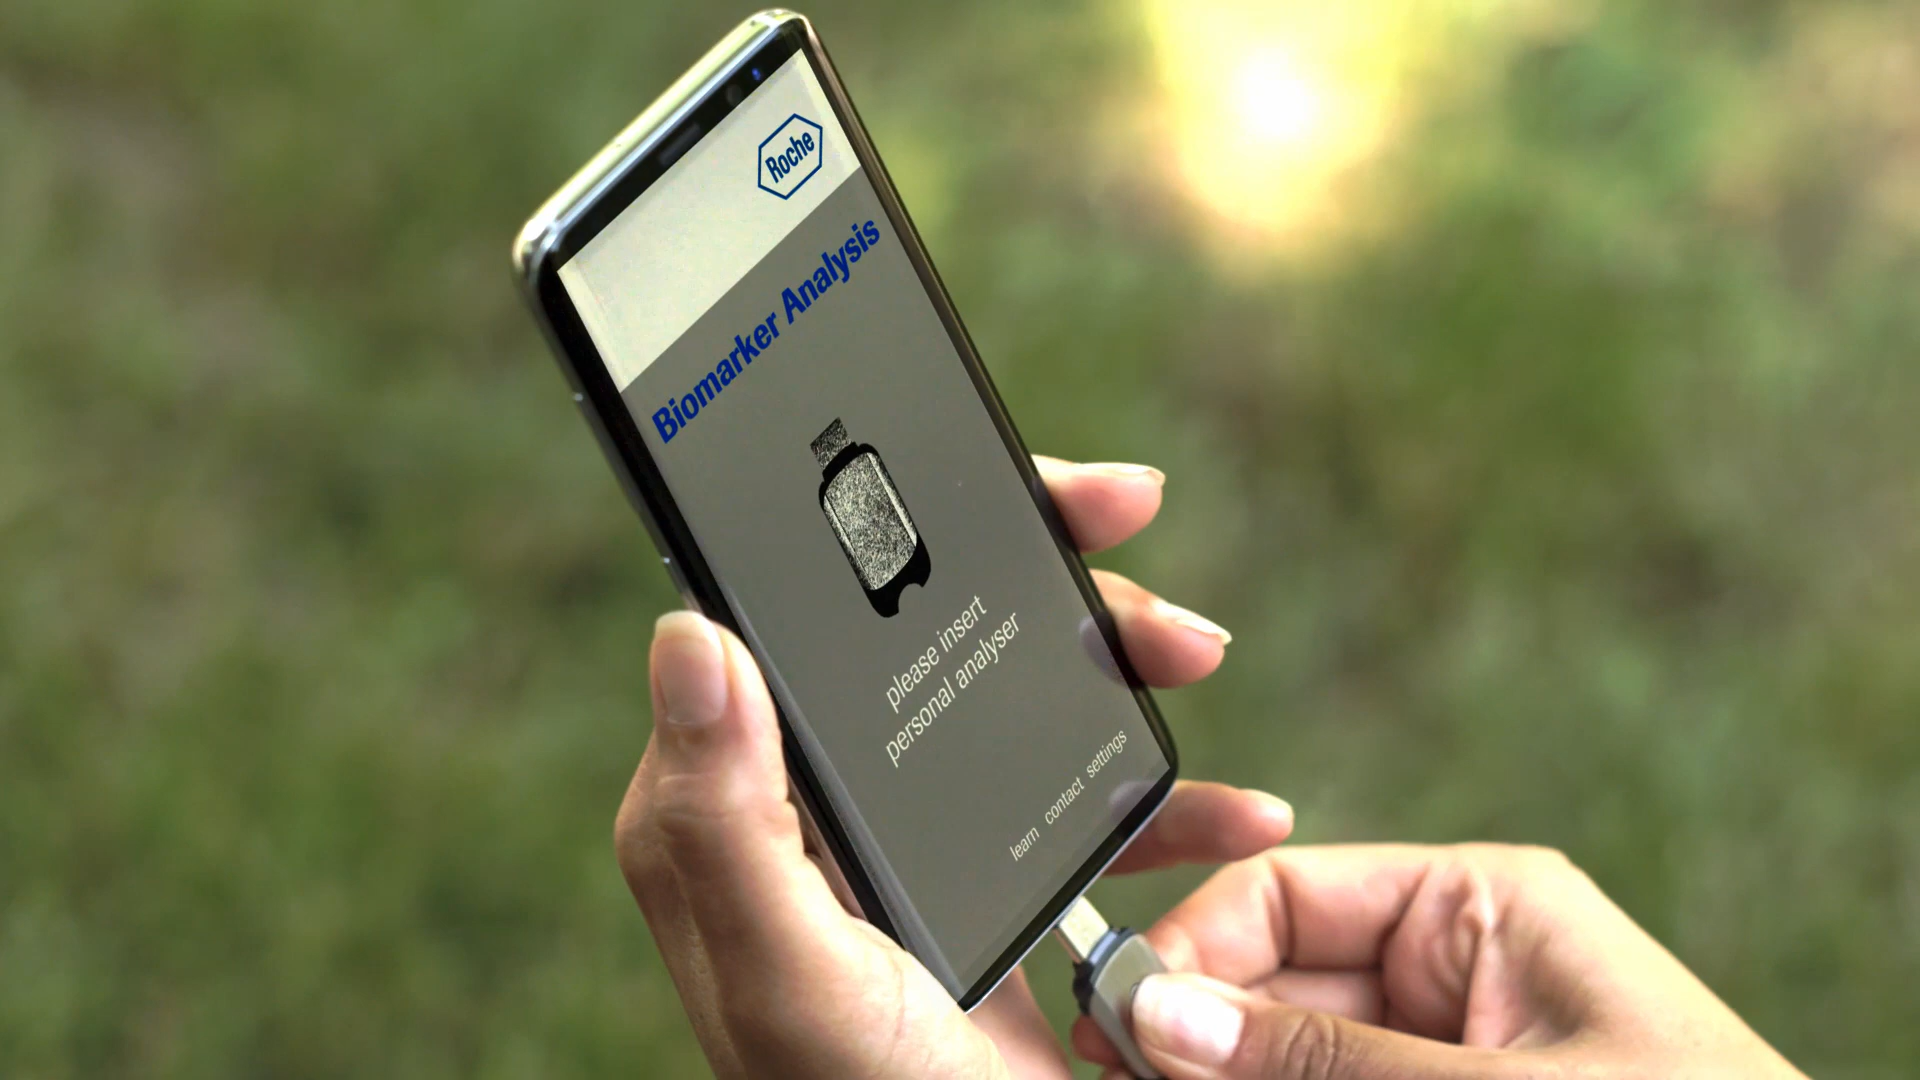 Roche
Biomarker Analysis
please insert
personal analyser
learn contact settings